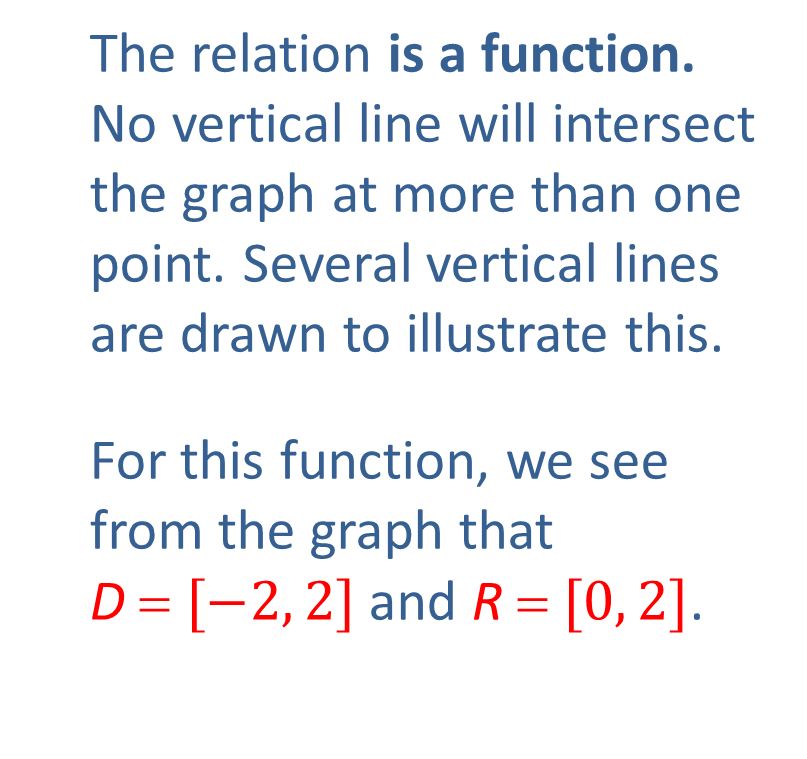 The relation is a function.
No vertical line will intersect
the graph at more than one
point. Several vertical lines
are drawn to illustrate this.
For this function, we see
from the graph that
D = [−2, 2] and R = [0, 2].